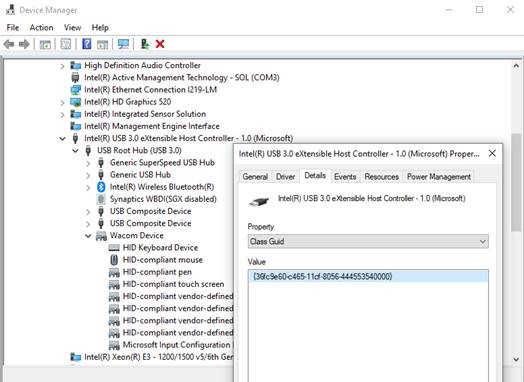 Device Manager
File Action View Help
High Definition Audio Controller
Intel(R) Active Management Technology - SOL (COM3)
Intel(R) Ethernet Connection I219-LM
Intel(R) HD Graphics 520
Intel(R) Integrated Sensor Solution
Intel(R) Management Engine Interface
Intel(R) USB 3.0 eXtensible Host Controller - 1.0 (Microsoft)
USB Root Hub (USB 3.0)
Generic SuperSpeed USB Hub
Generic USB Hub
Intel(R) Wireless Bluetooth(R)
Synaptics WBDI(SGX disabled)
USB Composite Device
USB Composite Device
Wacom Device
HID Keyboard Device
HID-compliant mouse
HID-compliant pen
HID-compliant touch screen
HID-compliant vendor-defined
HID-compliant vendor-defined
HID-compliant vendor-defined
HID-compliant vendor-defined
Microsoft Input Configuration
Intel(R) Xeon(R) E3 - 1200/1500 v5/6th Gen
Intel(R) USB 3.0 eXtensible Host Controller - 1.0 (Microsoft) Proper...
General Driver Details Events Resources Power Management
Intel(R) USB 3.0 eXtensible Host Controller - 1.0 (Microsoft)
Property
Class Guid
Value
{36fc9e60-c465-11cf-8056-444553540000}